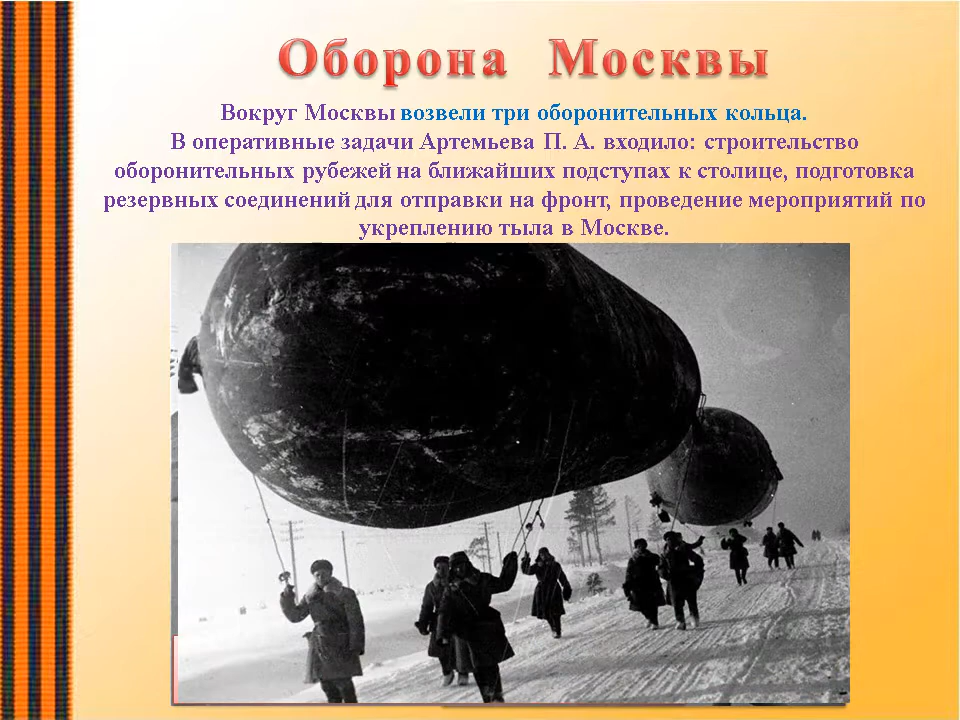 Оборона Москвы
Вокруг Москвы возвели три оборонительных кольца.
В оперативные задачи Артемьева П. А. входило: строительство
оборонительных рубежей на ближайших подступах к столице, подготовка
резервных соединений для отправки на фронт, проведение мероприятий по
укреплению тыла в Москве.